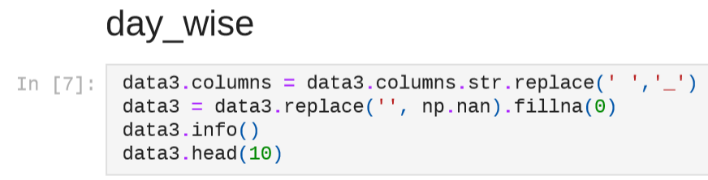 day_wise
In [7]: data3.columns = data3.columns.str.replace(' ','_')
data3 = data3.replace('', np.nan).fillna(0)
data3.info()
data3.head(10)